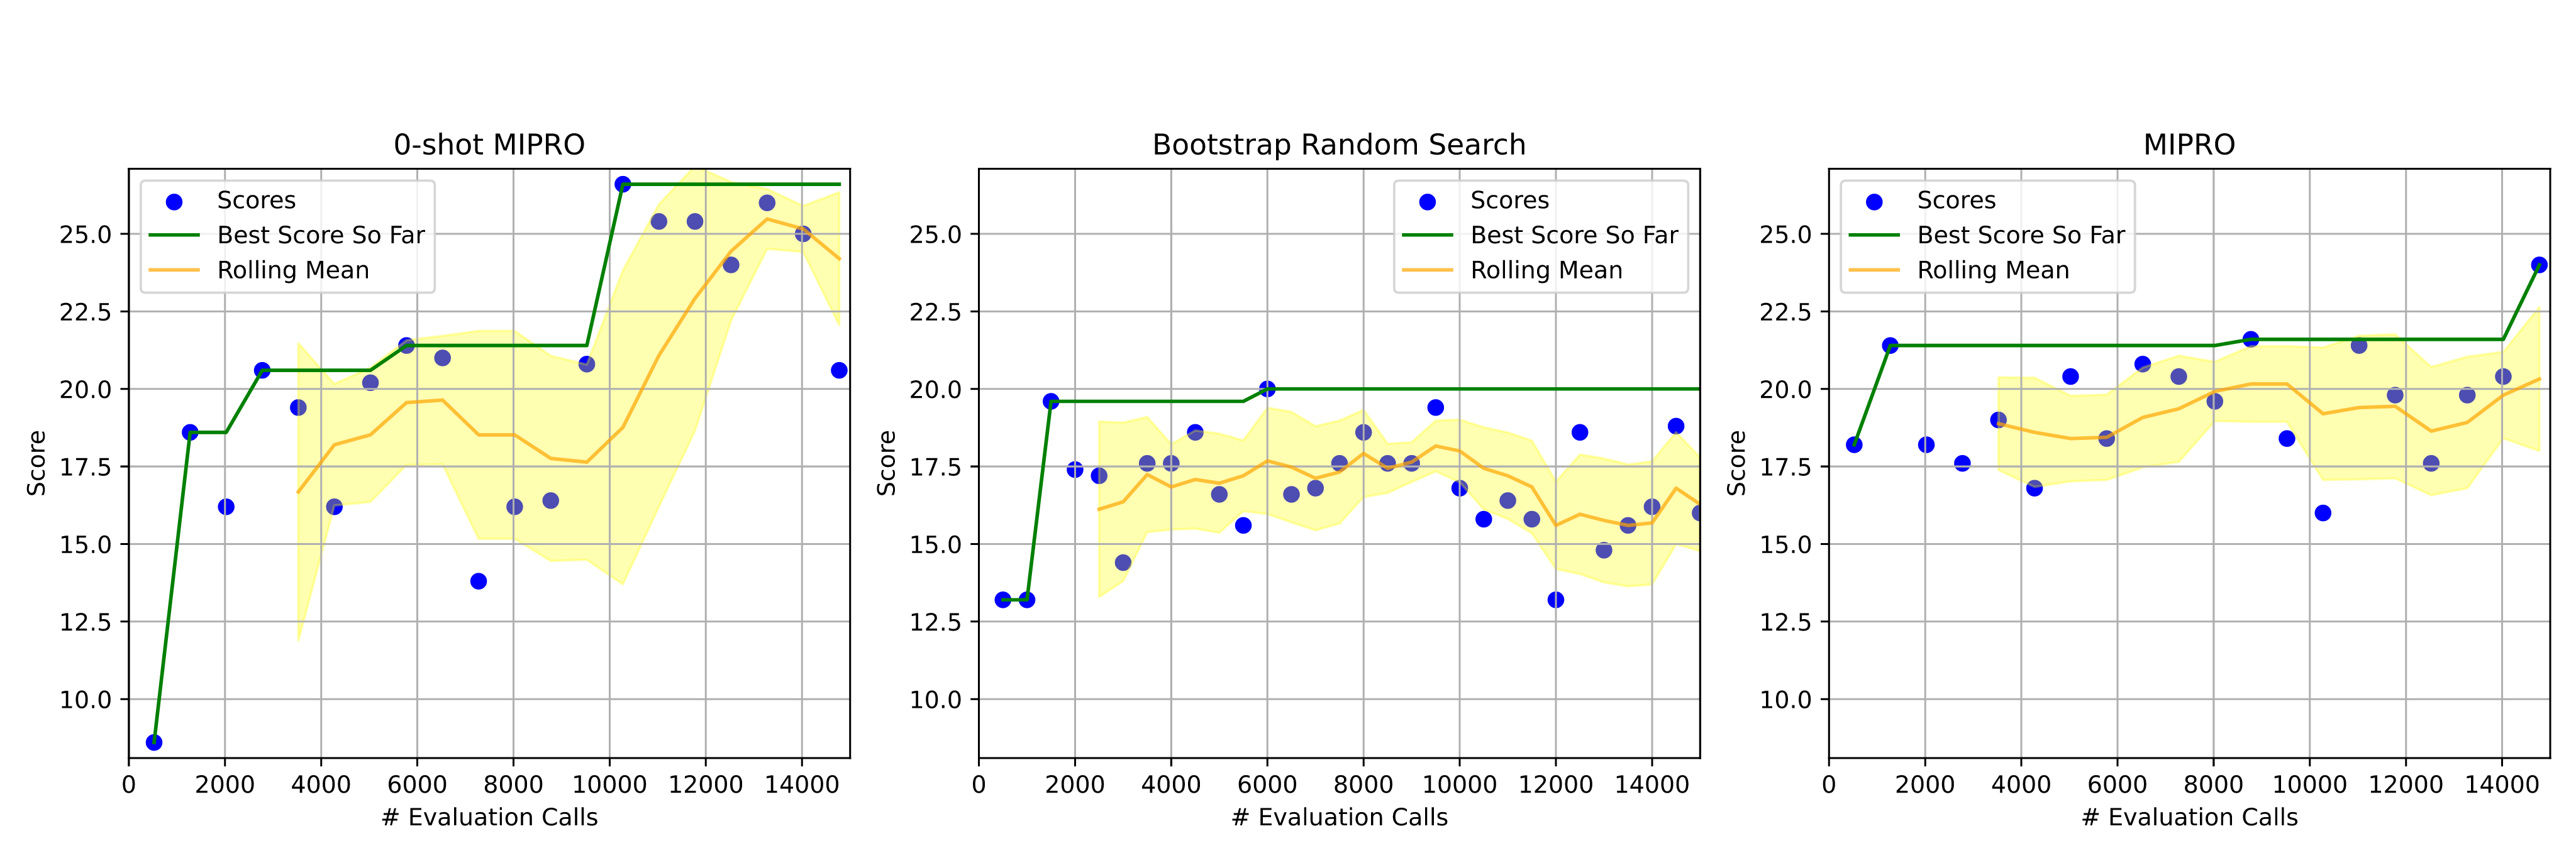 0-shot MIPRO
Scores
Best Score So Far
Rolling Mean
25.0
22.5
20.0
17.5
15.0
12.5
10.0
Score
0 2000 4000 6000 8000 10000 12000 14000
# Evaluation Calls
Bootstrap Random Search
Scores
Best Score So Far
Rolling Mean
25.0
22.5
20.0
17.5
15.0
12.5
10.0
Score
0 2000 4000 6000 8000 10000 12000 14000
# Evaluation Calls
MIPRO
Scores
Best Score So Far
Rolling Mean
25.0
22.5
20.0
17.5
15.0
12.5
10.0
Score
0 2000 4000 6000 8000 10000 12000 14000
# Evaluation Calls